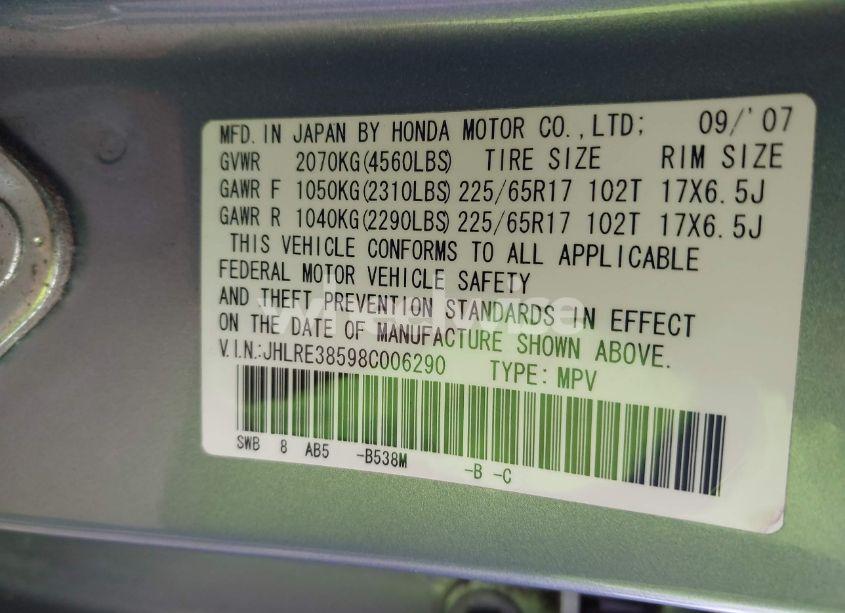 MFD. IN JAPAN BY HONDA MOTOR CO.,LTD; 09/'07
GVWR 2070KG(4560LBS) TIRE SIZE RIM SIZE
GAWR F 1050KG(2310LBS) 225/65R17 102T 17X6.5J
GAWR R 1040KG(2290LBS) 225/65R17 102T 17X6.5J
THIS VEHICLE CONFORMS TO ALL APPLICABLE
FEDERAL MOTOR VEHICLE SAFETY
AND THEFT PREVENTION STANDARDS IN EFFECT
ON THE DATE OF MANUFACTURE SHOWN ABOVE.
V.I.N.:JHLRE38598C006290 TYPE: MPV
SWB 8 AB5 -B538M -B -C